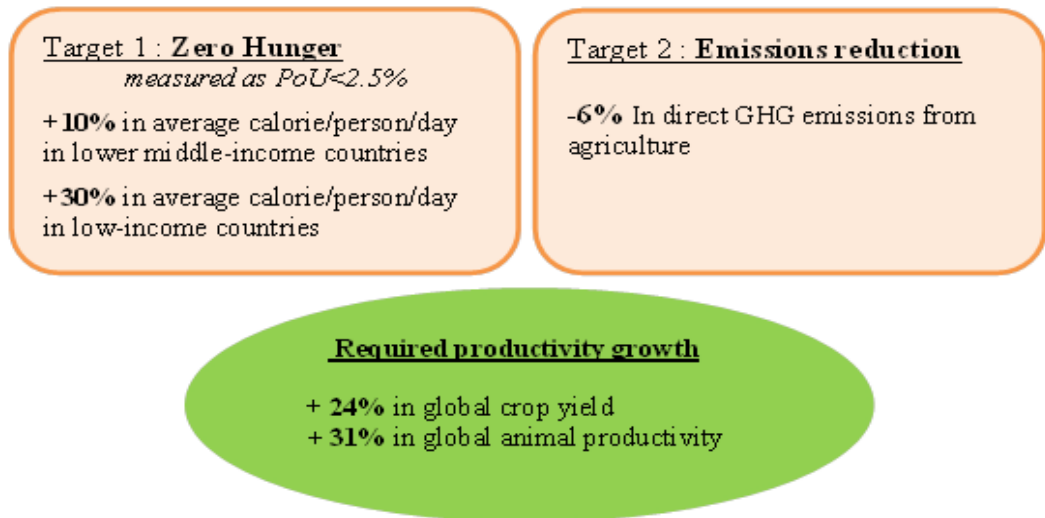 Target 1 : Zero Hunger
measured as PoU<2.5%
+10% in average calorie/person/day
in lower middle-income countries
+30% in average calorie/person/day
in low-income countries
Target 2 : Emissions reduction
-6% In direct GHG emissions from
agriculture
Required productivity growth
+ 24% in global crop yield
+ 31% in global animal productivity